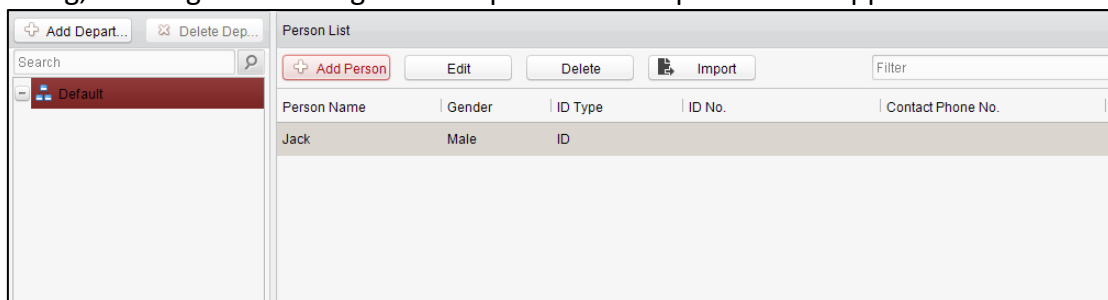 Add Depart... Delete Dep...
Search
Default
Person List
Add Person Edit Delete Import Filter
Person Name Gender ID Type ID No. Contact Phone No.
Jack Male ID